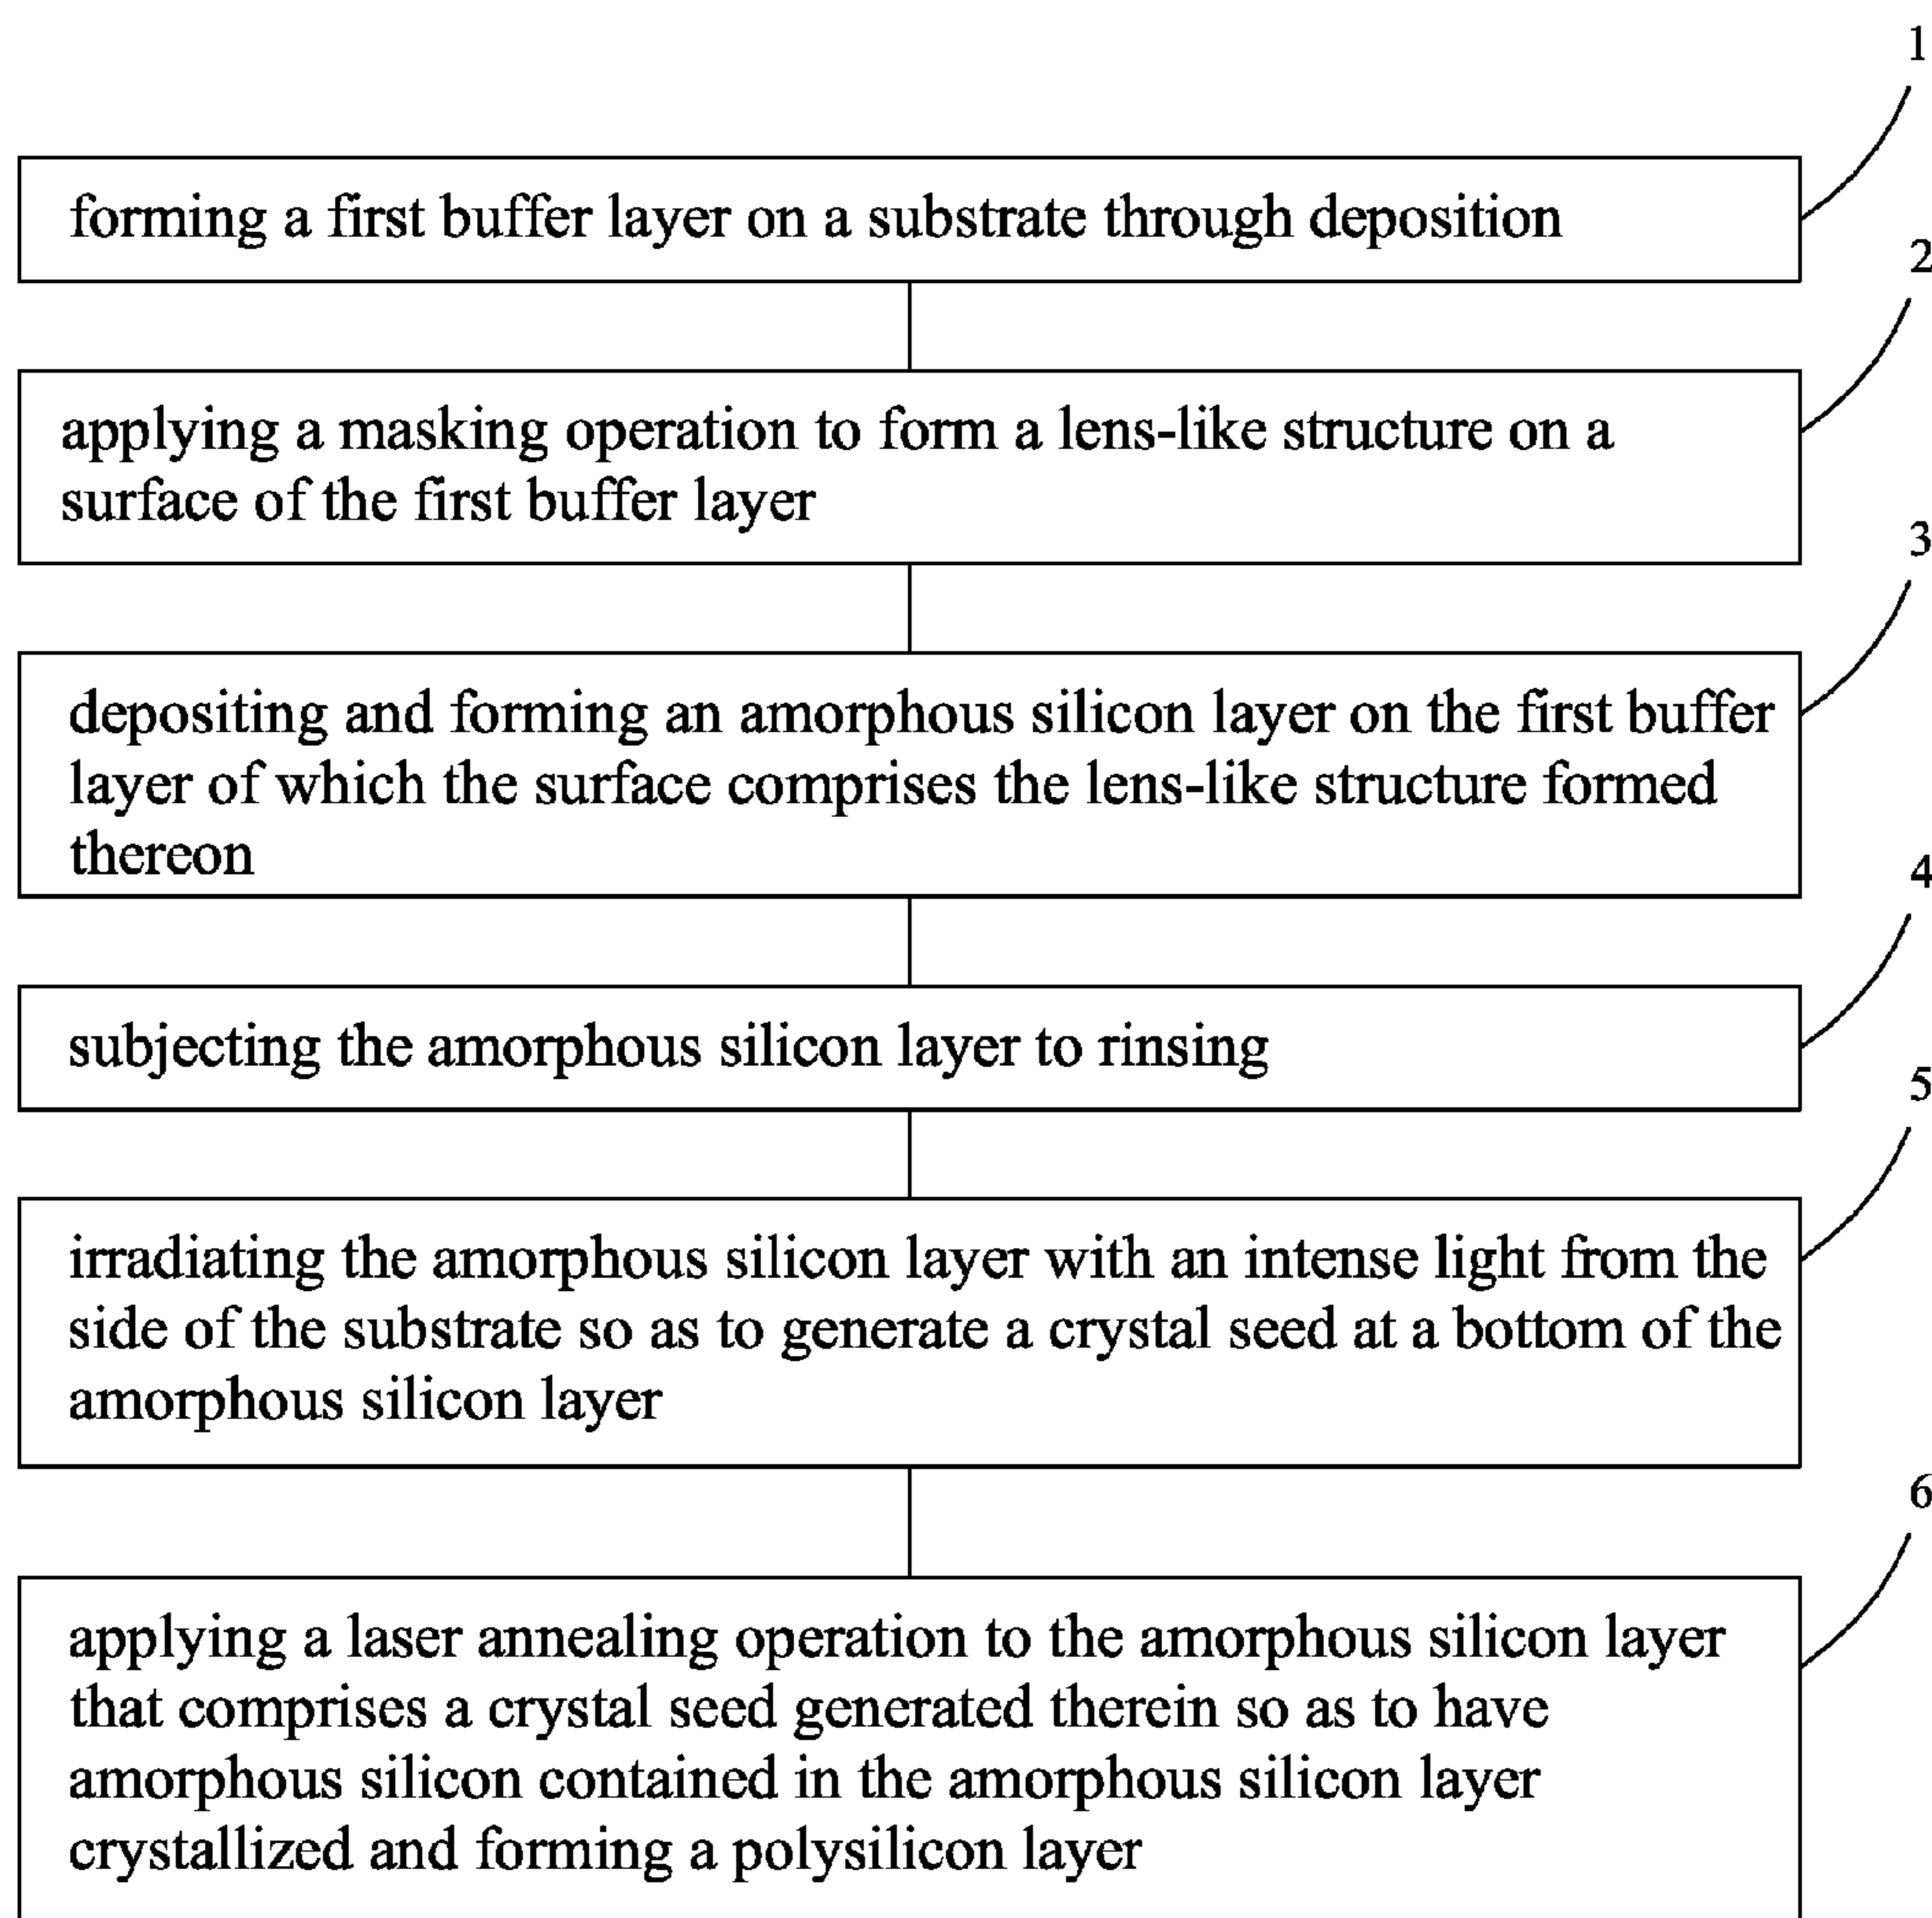 1
forming a first buffer layer on a substrate through deposition
2
applying a masking operation to form a lens-like structure on a
surface of the first buffer layer
3
depositing and forming an amorphous silicon layer on the first buffer
layer of which the surface comprises the lens-like structure formed
thereon
4
subjecting the amorphous silicon layer to rinsing
5
irradiating the amorphous silicon layer with an intense light from the
side of the substrate so as to generate a crystal seed at a bottom of the
amorphous silicon layer
6
applying a laser annealing operation to the amorphous silicon layer
that comprises a crystal seed generated therein so as to have
amorphous silicon contained in the amorphous silicon layer
crystallized and forming a polysilicon layer